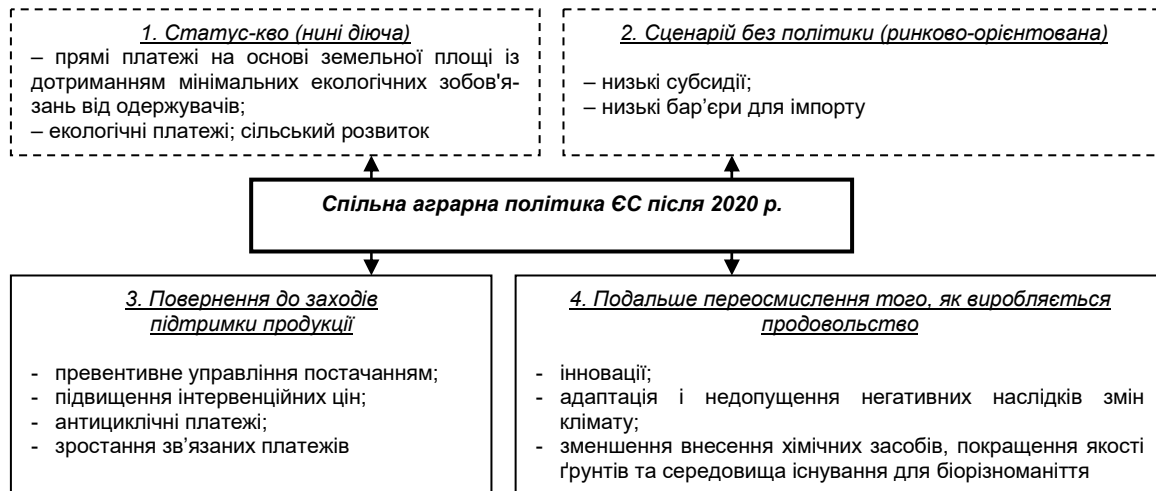 1. Статус-кво (нині діюча)
– прямі платежі на основі земельної площі із
дотриманням мінімальних екологічних зобов'я-
зань від одержувачів;
– екологічні платежі; сільський розвиток
2. Сценарій без політики (ринково-орієнтована)
– низькі субсидії;
– низькі бар’єри для імпорту
Спільна аграрна політика ЄС після 2020 р.
3. Повернення до заходів
підтримки продукції
- превентивне управління постачанням;
- підвищення інтервенційних цін;
- антициклічні платежі;
- зростання зв’язаних платежів
4. Подальше переосмислення того, як виробляється
продовольство
- інновації;
- адаптація і недопущення негативних наслідків змін
клімату;
- зменшення внесення хімічних засобів, покращення якості
ґрунтів та середовища існування для біорізноманіття